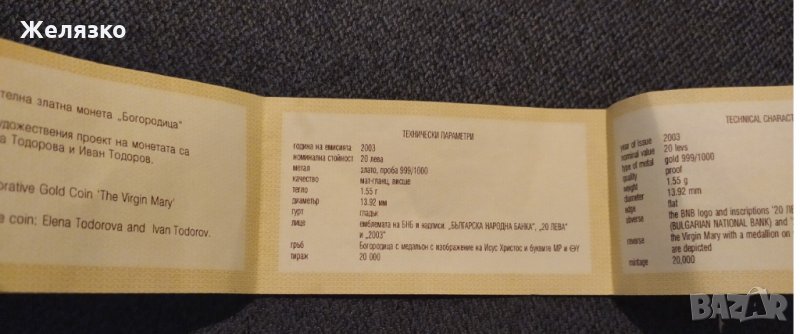 Желязко
телна златна монета „Богородица“
удожествения проект на монетата са
а Тодорова и Иван Тодоров.
orative Gold Coin 'The Virgin Mary'
e coin: Elena Todorova and Ivan Todorov.
ТЕХНИЧЕСКИ ПАРАМЕТРИ
година на емисията 2003
номинална стойност 20 лева
метал злато, проба 999/1000
качество мат-гланц, висше
тегло 1.55 г
диаметър 13.92 мм
гурт гладък
лице емблемата на БНБ и надписи „БЪЛГАРСКА НАРОДНА БАНКА“, „20 ЛЕВА“
и „2003“
гръб Богородица с медальон с изображение на Исус Христос и буквите МР и ΘУ
тираж 20 000
TECHNICAL CHARACT
year of issue 2003
nominal value 20 levs
type of metal gold 999/1000
quality proof
weight 1.55 g
diameter 13.92 mm
edge flat
obverse the BNB logo and inscriptions '20 ЛЕ
(BULGARIAN NATIONAL BANK) and
reverse the Virgin Mary with a medallion on
are depicted
mintage 20,000
BAZAR